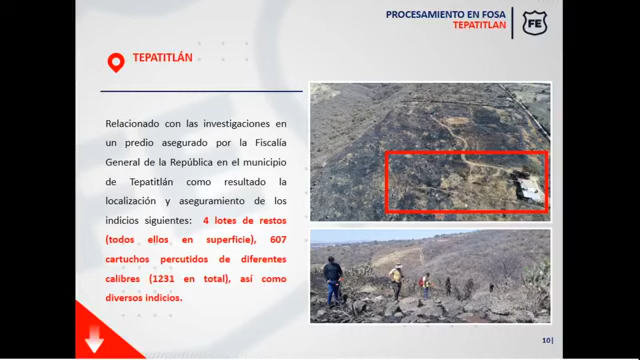 PROCESAMIENTO EN FOSA
TEPATITLAN
FE
TEPATITLÁN
Relacionado con las investigaciones en
un predio asegurado por la Fiscalía
General de la República en el municipio
de Tepatitlán como resultado la
localización y aseguramiento de los
indicios siguientes: 4 lotes de restos
(todos ellos en superficie), 607
cartuchos percutidos de diferentes
calibres (1231 en total), así como
diversos indicios.
10|